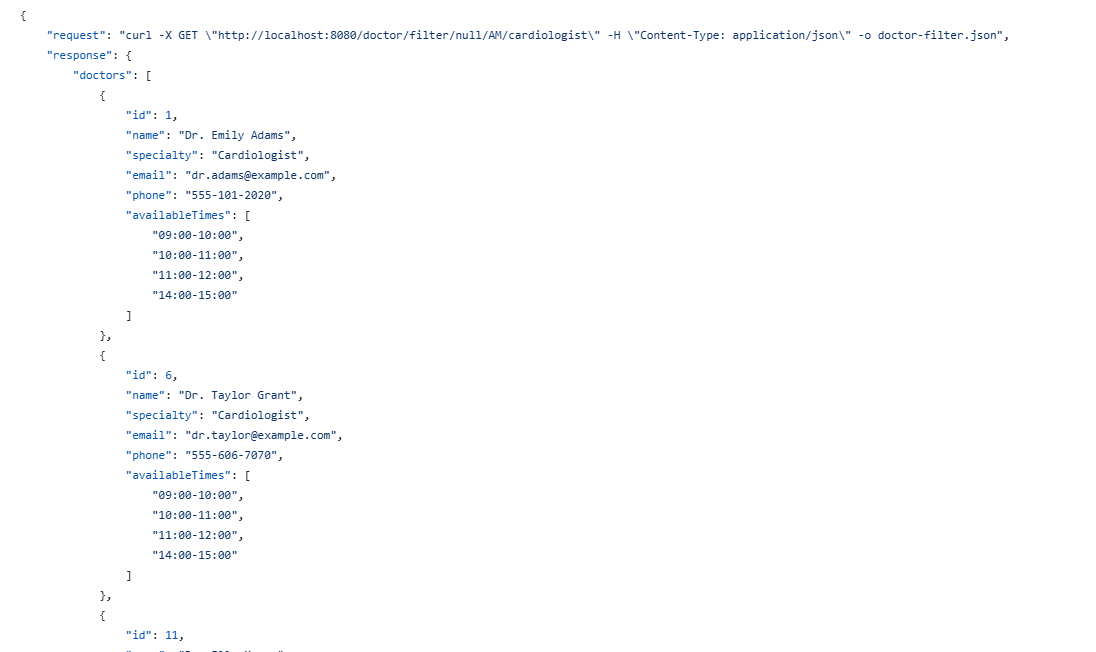 {
"request": "curl -X GET \"http://localhost:8080/doctor/filter/null/AM/cardiologist\" -H \"Content-Type: application/json\" -o doctor-filter.json",
"response": {
"doctors": [
{
"id": 1,
"name": "Dr. Emily Adams",
"specialty": "Cardiologist",
"email": "dr.adams@example.com",
"phone": "555-101-2020",
"availableTimes": [
"09:00-10:00",
"10:00-11:00",
"11:00-12:00",
"14:00-15:00"
]
},
{
"id": 6,
"name": "Dr. Taylor Grant",
"specialty": "Cardiologist",
"email": "dr.taylor@example.com",
"phone": "555-606-7070",
"availableTimes": [
"09:00-10:00",
"10:00-11:00",
"11:00-12:00",
"14:00-15:00"
]
},
{
"id": 11,